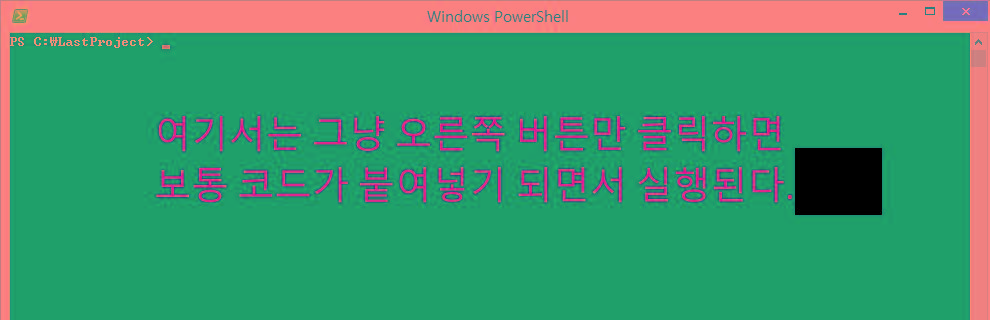 Windows PowerShell
PS C:₩LastProject>
여기서는 그냥 오른쪽 버튼만 클릭하면
보통 코드가 붙여넣기 되면서 실행된다.